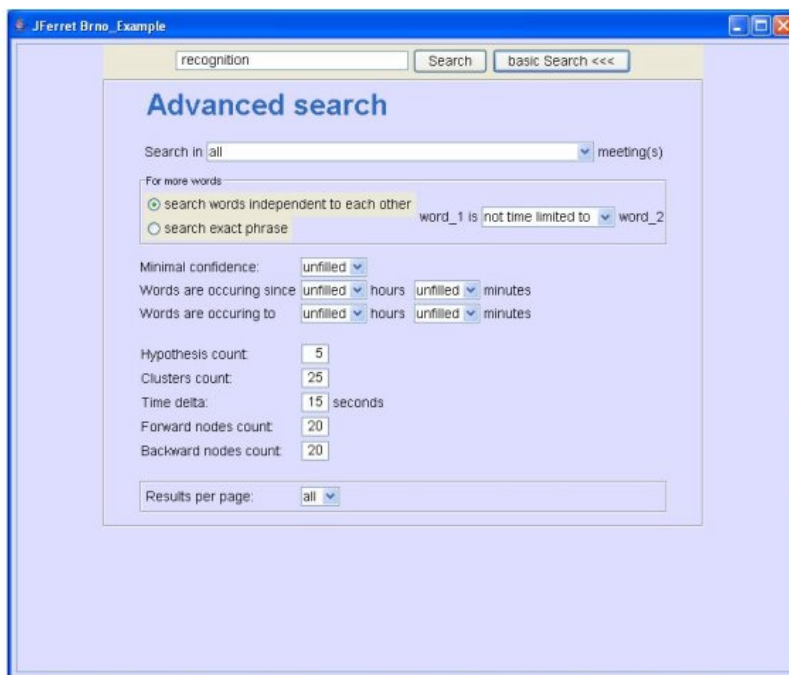 JFerret Brno_Example
recognition Search basic Search <<<
Advanced search
Search in all meeting(s)
For more words
search words independent to each other
word_1 is not time limited to word_2
search exact phrase
Minimal confidence: unfilled
Words are occuring since unfilled hours unfilled minutes
Words are occuring to unfilled hours unfilled minutes
Hypothesis count: 5
Clusters count: 25
Time delta: 15 seconds
Forward nodes count: 20
Backward nodes count: 20
Results per page: all